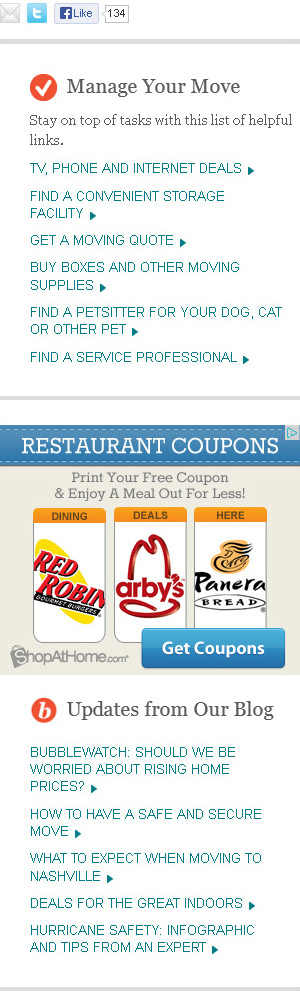 Like 134
Manage Your Move
Stay on top of tasks with this list of helpful
links.
TV, PHONE AND INTERNET DEALS
FIND A CONVENIENT STORAGE
FACILITY
GET A MOVING QUOTE
BUY BOXES AND OTHER MOVING
SUPPLIES
FIND A PETSITTER FOR YOUR DOG, CAT
OR OTHER PET
FIND A SERVICE PROFESSIONAL
RESTAURANT COUPONS
Print Your Free Coupon
& Enjoy A Meal Out For Less!
DINING DEALS HERE
RED
ROBIN
GOURMET BURGERS
arby's
Panera
BREAD
Get Coupons
ShopAtHome.com
Updates from Our Blog
BUBBLEWATCH: SHOULD WE BE
WORRIED ABOUT RISING HOME
PRICES?
HOW TO HAVE A SAFE AND SECURE
MOVE
WHAT TO EXPECT WHEN MOVING TO
NASHVILLE
DEALS FOR THE GREAT INDOORS
HURRICANE SAFETY: INFOGRAPHIC
AND TIPS FROM AN EXPERT